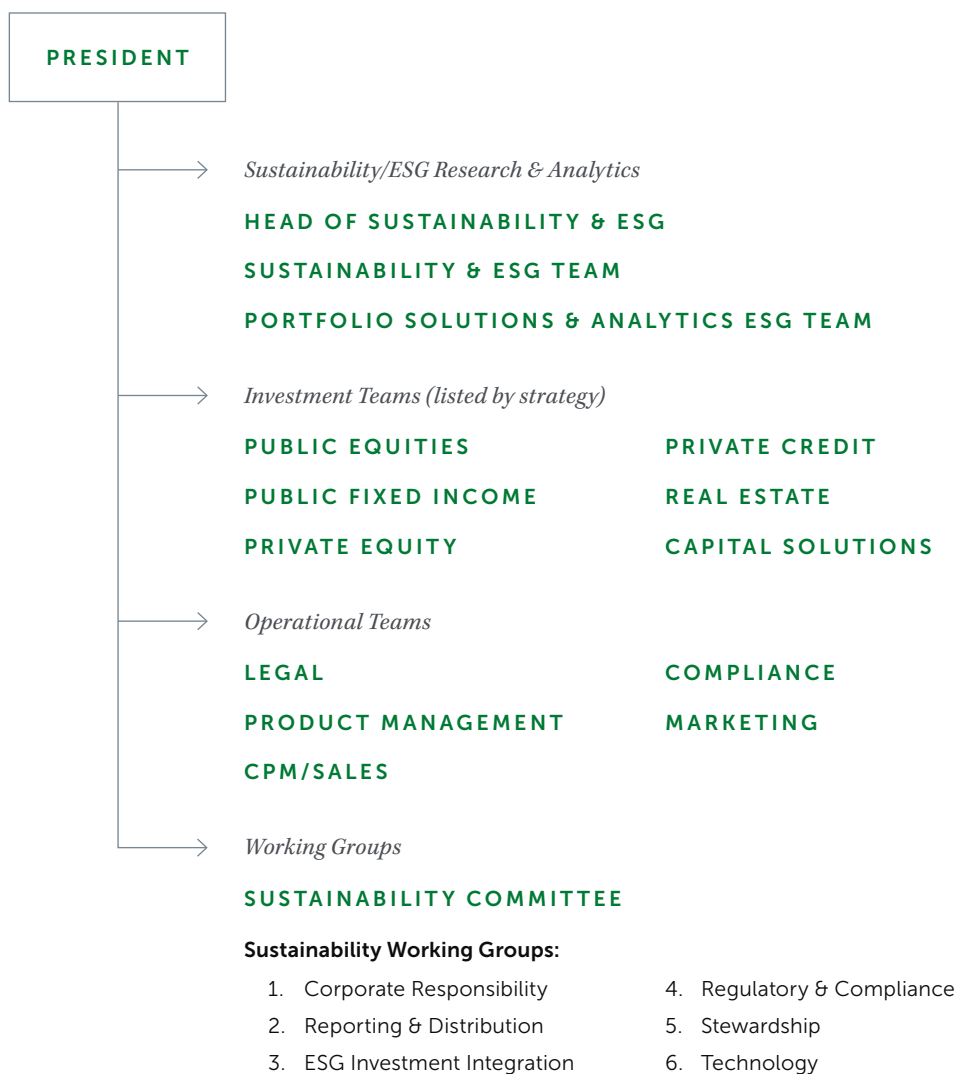 PRESIDENT
Sustainability/ESG Research & Analytics
HEAD OF SUSTAINABILITY & ESG
SUSTAINABILITY & ESG TEAM
PORTFOLIO SOLUTIONS & ANALYTICS ESG TEAM
Investment Teams (listed by strategy)
PUBLIC EQUITIES
PUBLIC FIXED INCOME
PRIVATE EQUITY
PRIVATE CREDIT
REAL ESTATE
CAPITAL SOLUTIONS
Operational Teams
LEGAL
PRODUCT MANAGEMENT
CPM/SALES
COMPLIANCE
MARKETING
Working Groups
SUSTAINABILITY COMMITTEE
Sustainability Working Groups:
1. Corporate Responsibility
2. Reporting & Distribution
3. ESG Investment Integration
4. Regulatory & Compliance
5. Stewardship
6. Technology